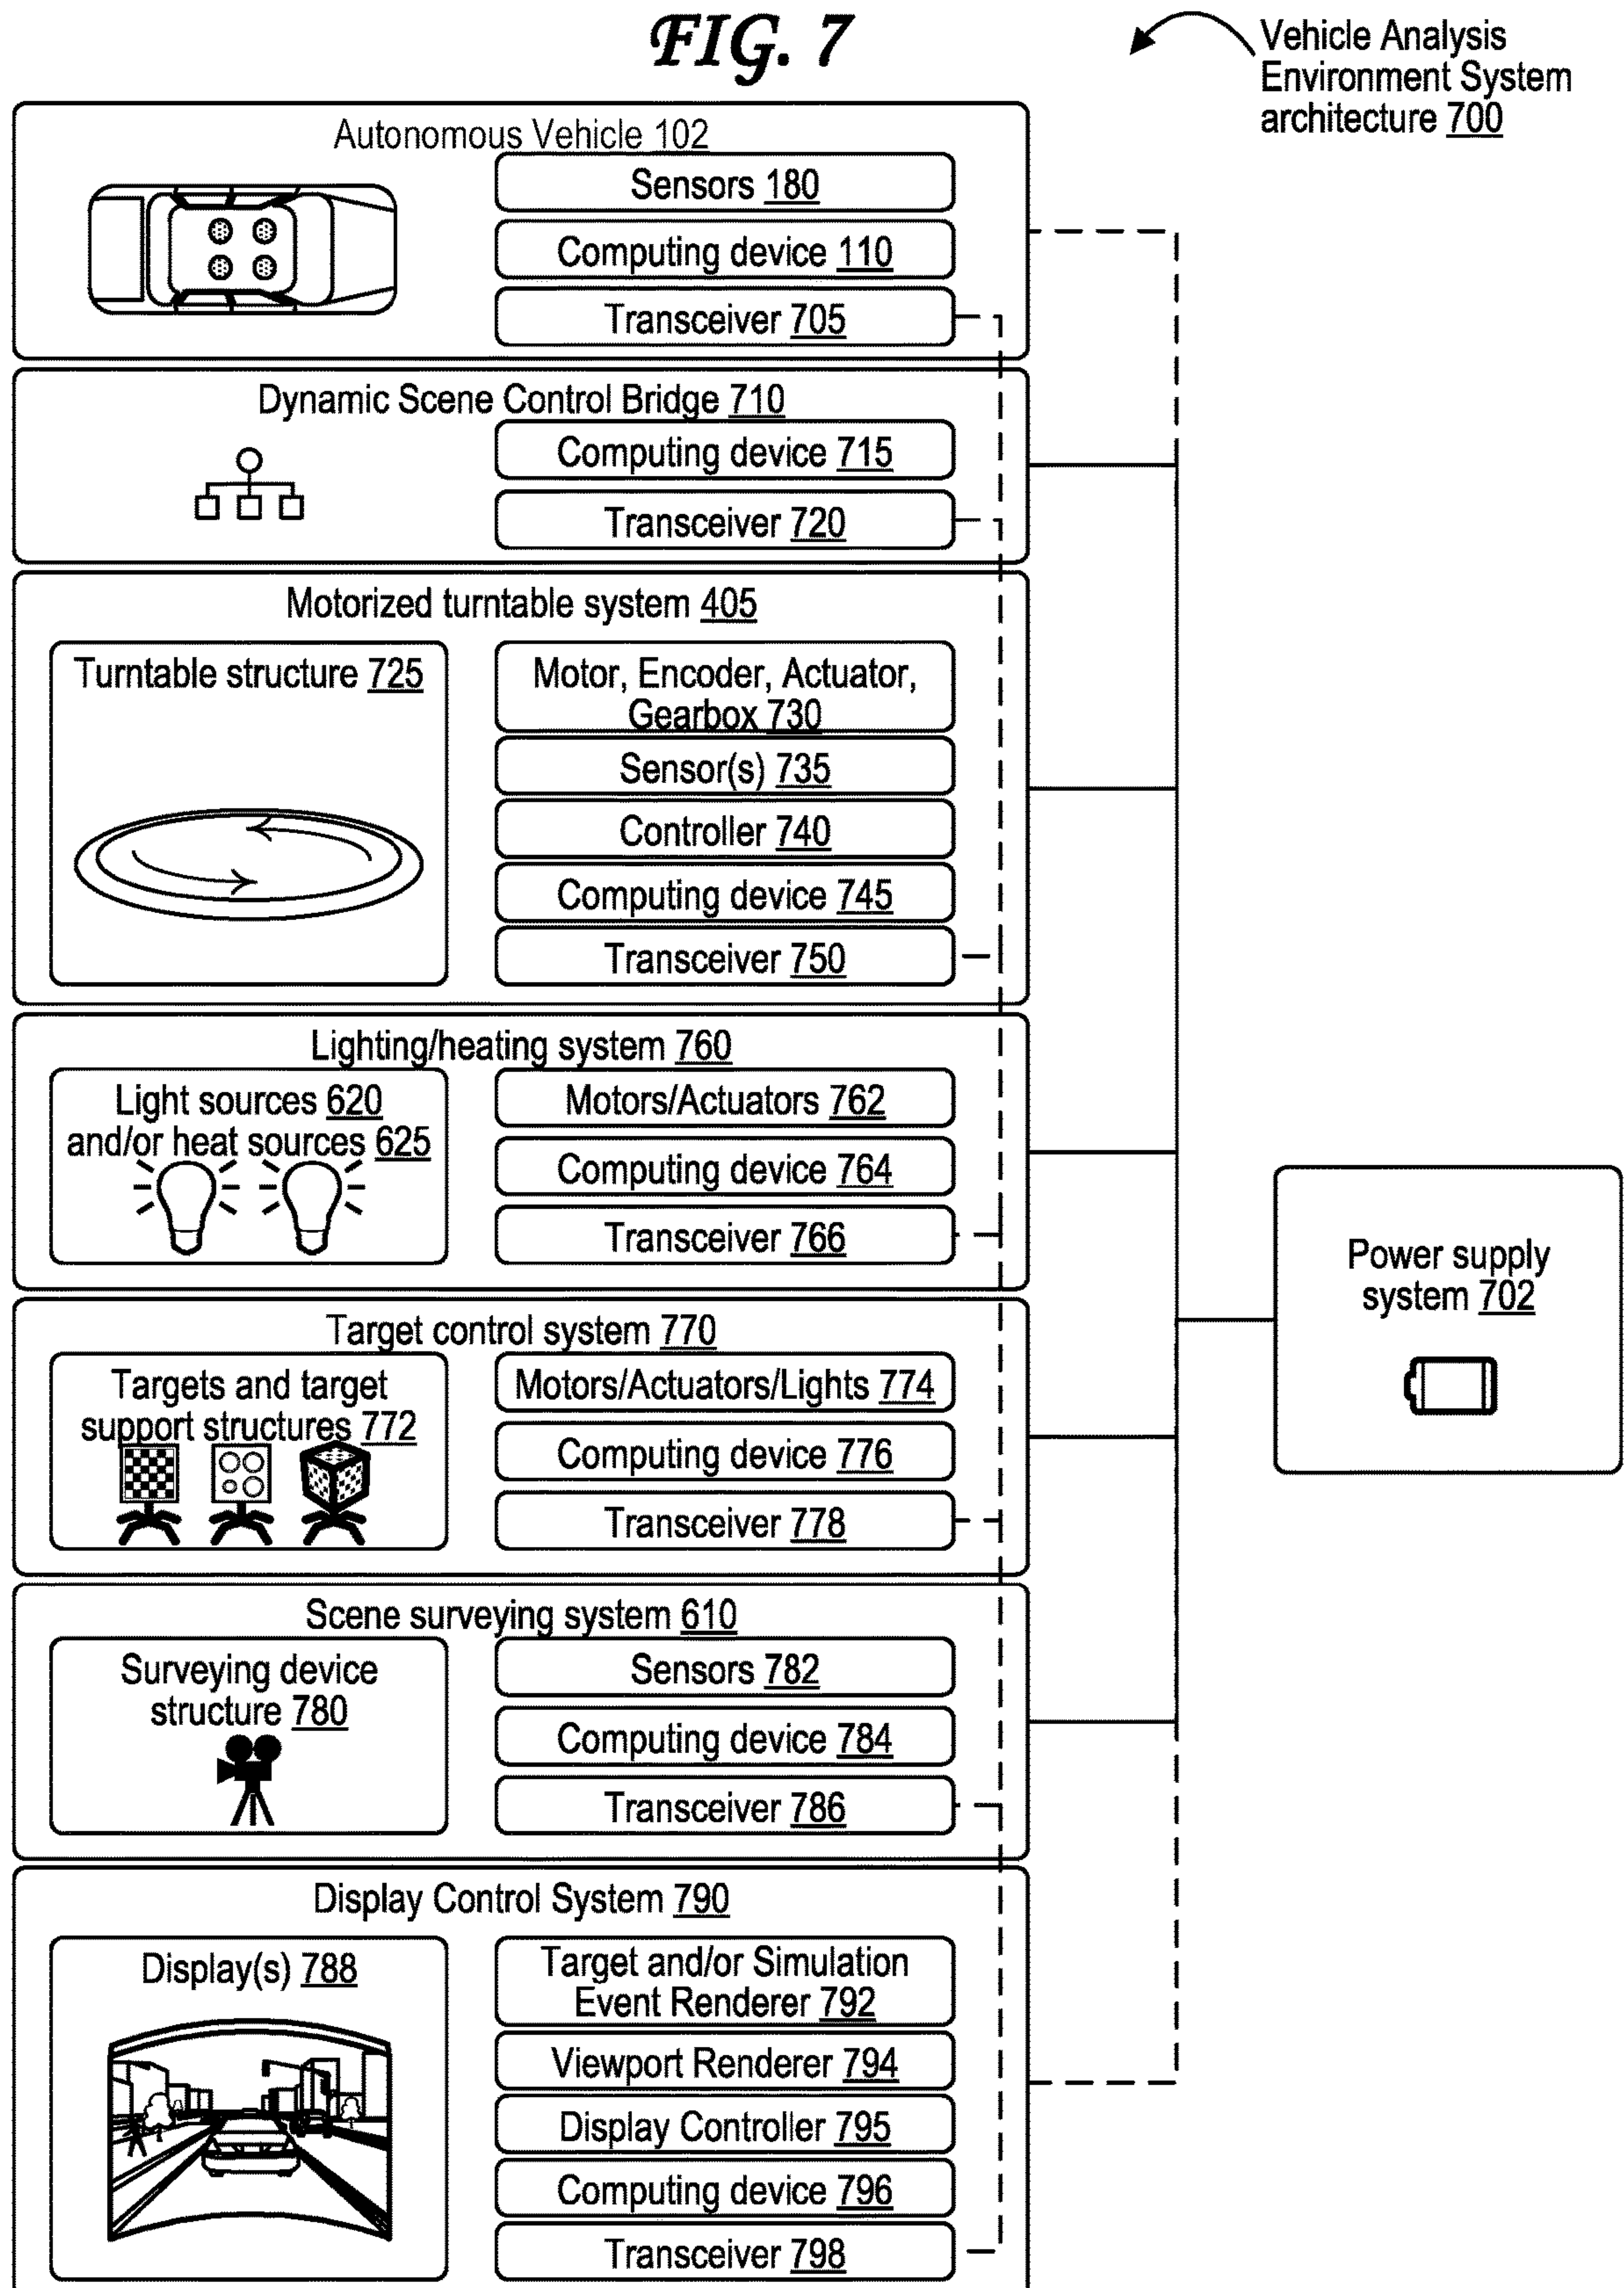 FIG. 7
Vehicle Analysis
Environment System
architecture 700
Autonomous Vehicle 102
Sensors 180
Computing device 110
Transceiver 705
Dynamic Scene Control Bridge 710
Computing device 715
Transceiver 720
Motorized turntable system 405
Turntable structure 725
Motor, Encoder, Actuator,
Gearbox 730
Sensor(s) 735
Controller 740
Computing device 745
Transceiver 750
Lighting/heating system 760
Light sources 620
and/or heat sources 625
Motors/Actuators 762
Computing device 764
Transceiver 766
Power supply
system 702
Target control system 770
Targets and target
support structures 772
Motors/Actuators/Lights 774
Computing device 776
Transceiver 778
Scene surveying system 610
Surveying device
structure 780
Sensors 782
Computing device 784
Transceiver 786
Display Control System 790
Display(s) 788
Target and/or Simulation
Event Renderer 792
Viewport Renderer 794
Display Controller 795
Computing device 796
Transceiver 798